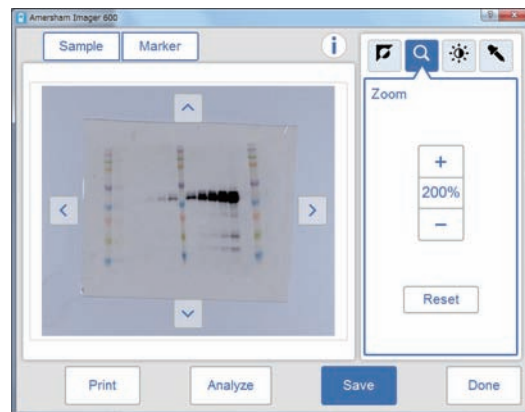 Amersham Imager 600
Sample
Marker
i
Zoom
+
200%
−
Reset
Print
Analyze
Save
Done